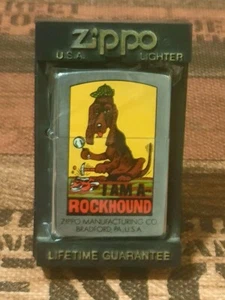 Zippo
U.S.A. LIGHTER
I AM A
ROCKHOUND
ZIPPO MANUFACTURING CO.
BRADFORD, PA., U.S.A.
LIFETIME GUARANTEE